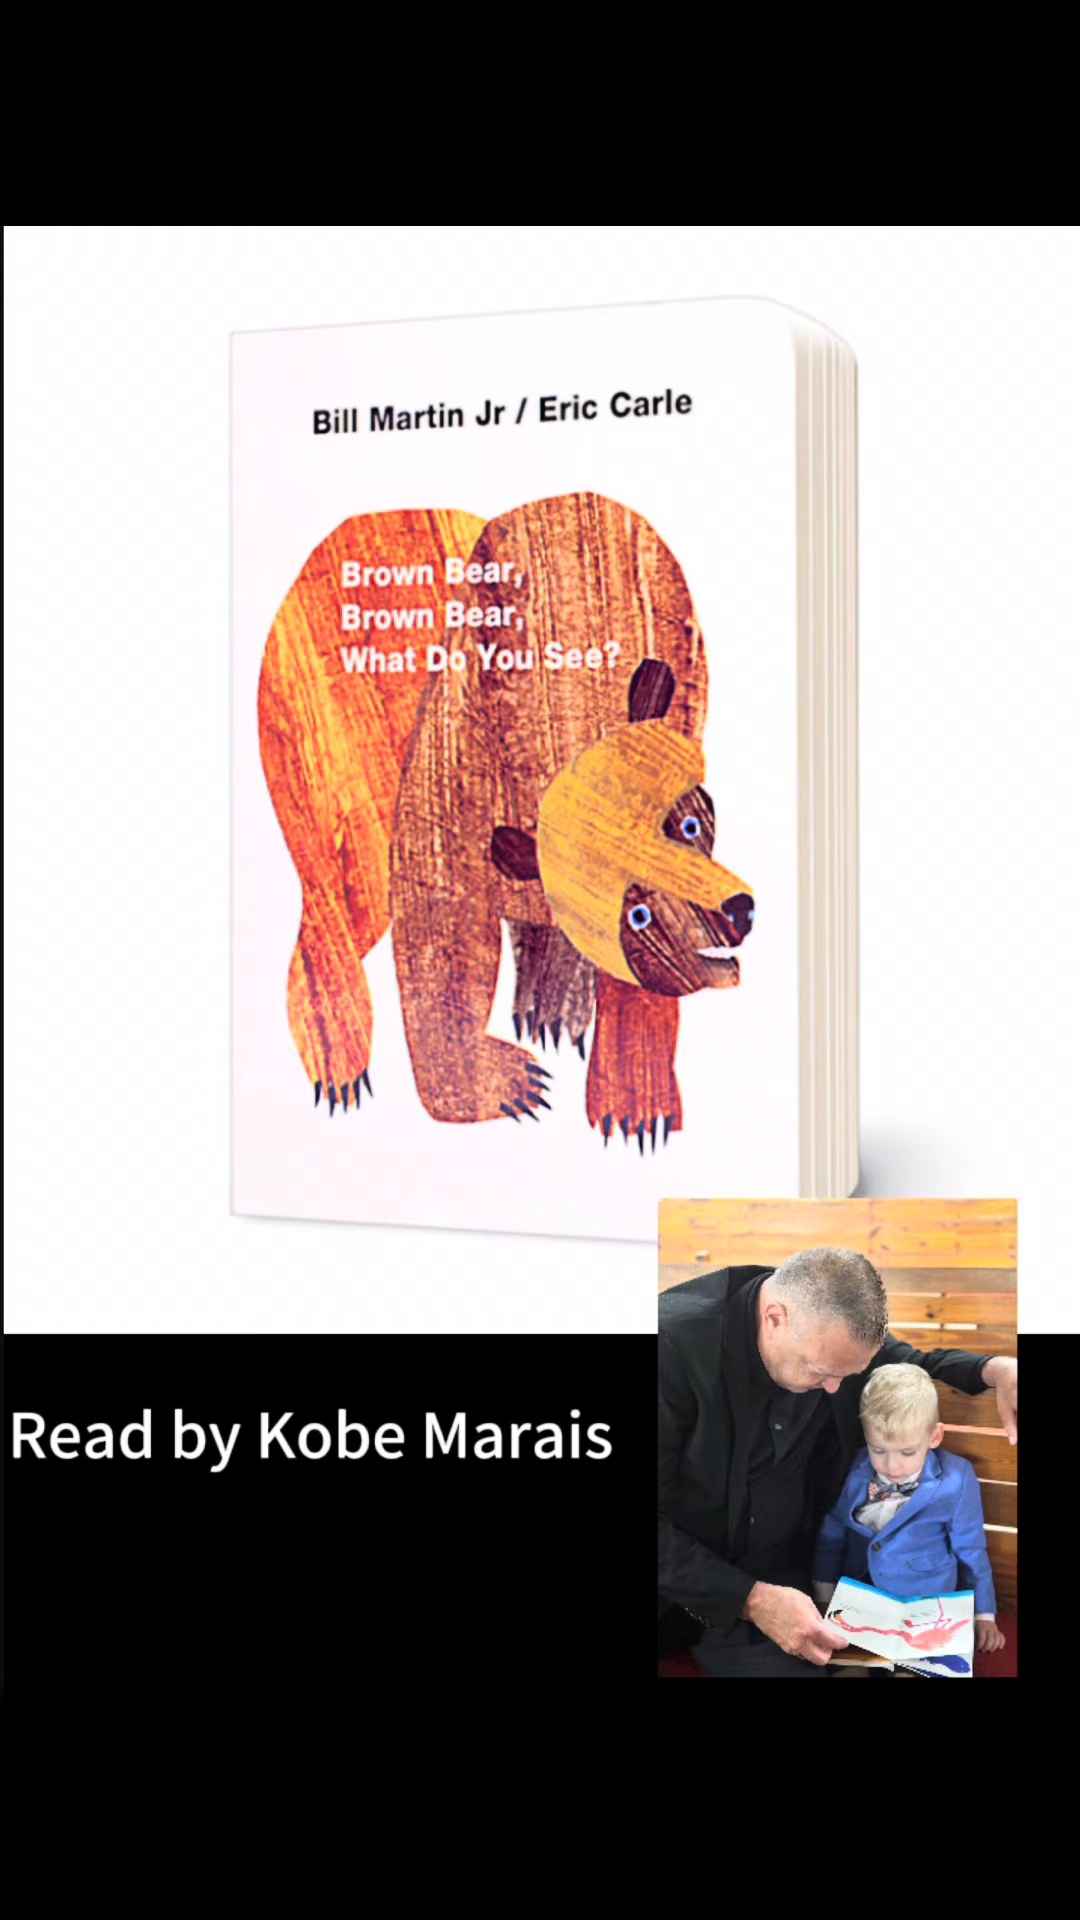 Bill Martin Jr / Eric Carle
Brown Bear,
Brown Bear,
What Do You See?
Read by Kobe Marais